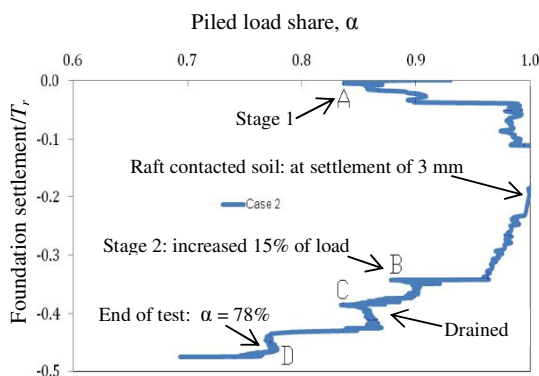 Piled load share, α
0.6 0.7 0.8 0.9 1.0
0.0
A
Stage 1
-0.1
Raft contacted soil: at settlement of 3 mm
-0.2
Case 2
Stage 2: increased 15% of load
B
-0.3
C
End of test: α = 78%
Drained
-0.4
D
-0.5
Foundation settlement/Tr